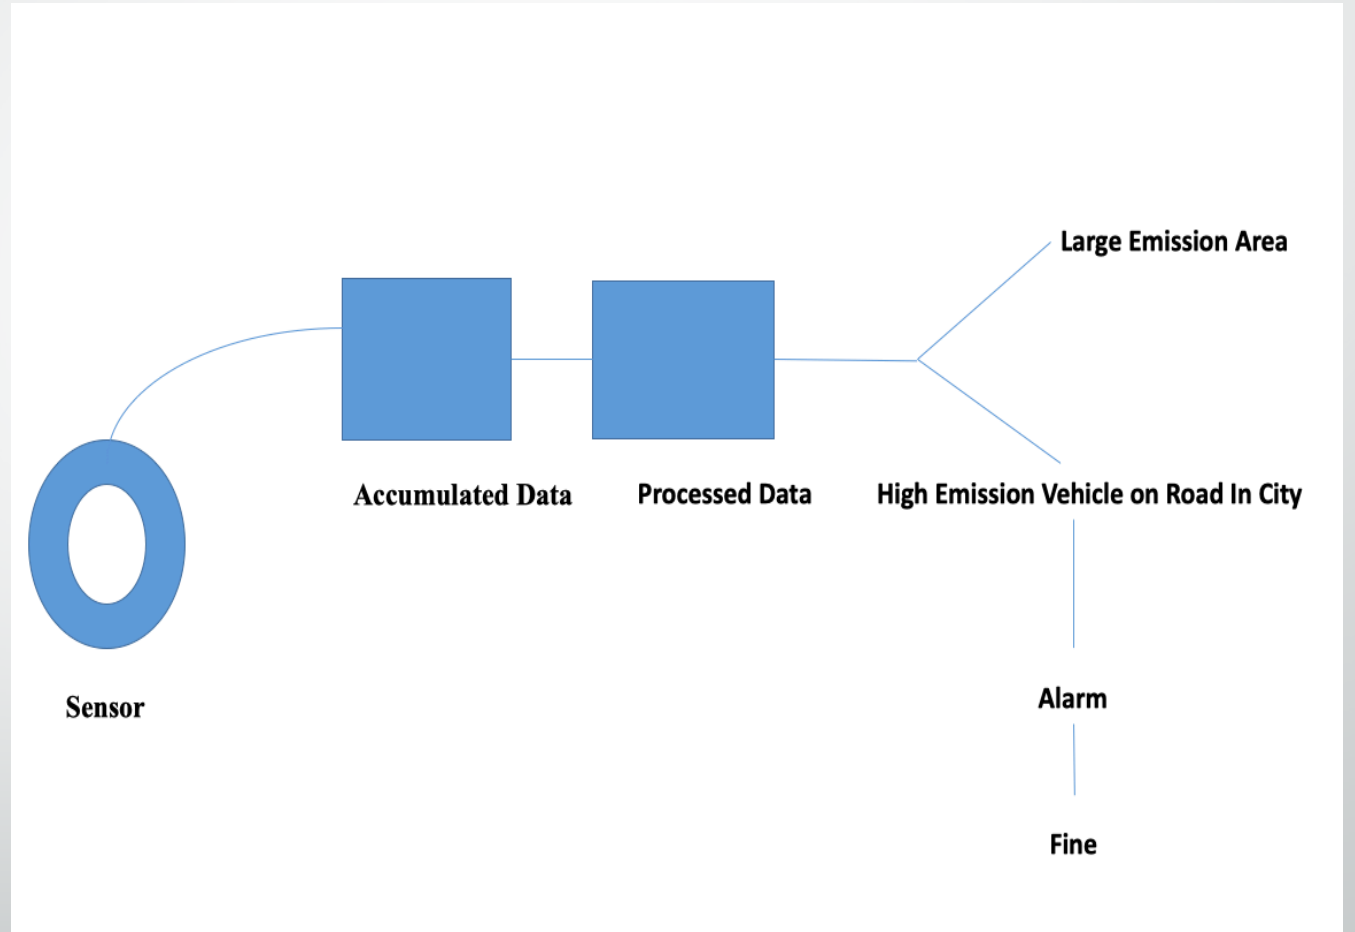 Large Emission Area
Accumulated Data
Processed Data
High Emission Vehicle on Road In City
Sensor
Alarm
Fine